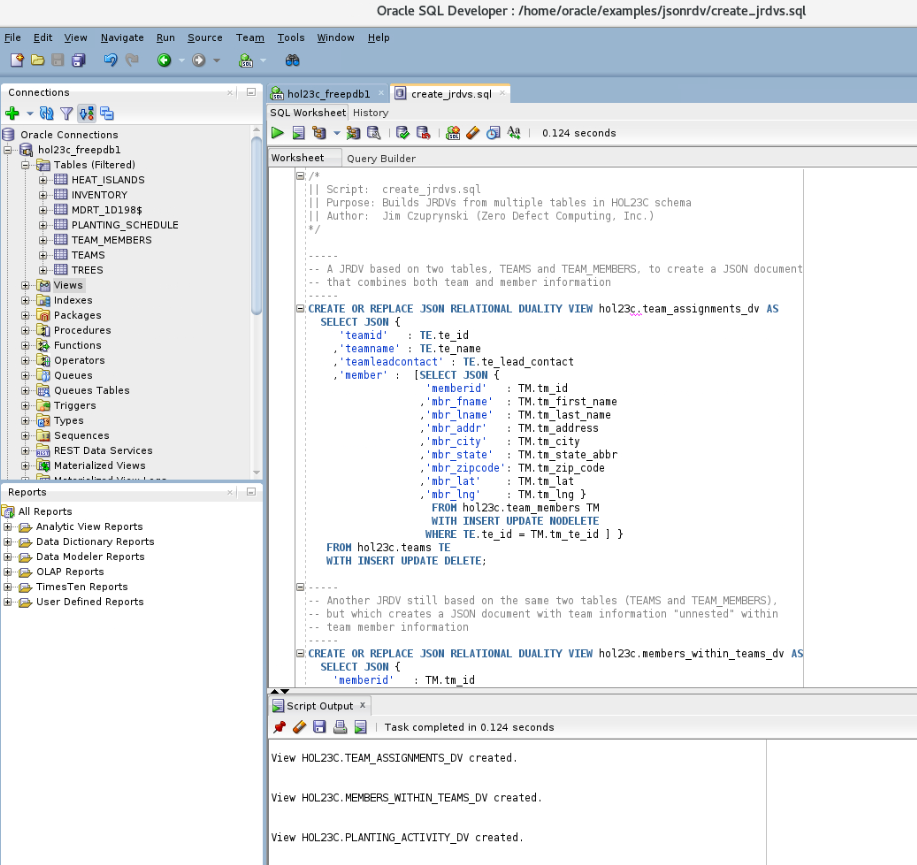 Oracle SQL Developer : /home/oracle/examples/jsonrdv/create_jrdvs.sql
File Edit View Navigate Run Source Team Tools Window Help
Connections
Oracle Connections
hol23c_freepdb1
Tables (Filtered)
HEAT_ISLANDS
INVENTORY
MDRT_1D198$
PLANTING_SCHEDULE
TEAM_MEMBERS
TEAMS
TREES
Views
Indexes
Packages
Procedures
Functions
Operators
Queues
Queues Tables
Triggers
Types
Sequences
REST Data Services
Materialized Views
Materialized View Logs
Reports
All Reports
Analytic View Reports
Data Dictionary Reports
Data Modeler Reports
OLAP Reports
TimesTen Reports
User Defined Reports
hol23c_freepdb1 create_jrdvs.sql
SQL Worksheet History
0.124 seconds
Worksheet Query Builder
/*
|| Script:  create_jrdvs.sql
|| Purpose: Builds JRDVs from multiple tables in HOL23C schema
|| Author:  Jim Czuprynski (Zero Defect Computing, Inc.)
*/
-----
-- A JRDV based on two tables, TEAMS and TEAM_MEMBERS, to create a JSON document
-- that combines both team and member information
-----
CREATE OR REPLACE JSON RELATIONAL DUALITY VIEW hol23c.team_assignments_dv AS
SELECT JSON {
'teamid'   : TE.te_id
,'teamname' : TE.te_name
,'teamleadcontact' : TE.te_lead_contact
,'member' :  [SELECT JSON {
'memberid'   : TM.tm_id
,'mbr_fname'  : TM.tm_first_name
,'mbr_lname'  : TM.tm_last_name
,'mbr_addr'   : TM.tm_address
,'mbr_city'   : TM.tm_city
,'mbr_state'  : TM.tm_state_abbr
,'mbr_zipcode': TM.tm_zip_code
,'mbr_lat'    : TM.tm_lat
,'mbr_lng'    : TM.tm_lng }
FROM hol23c.team_members TM
WITH INSERT UPDATE NODELETE
WHERE TE.te_id = TM.tm_te_id ] }
FROM hol23c.teams TE
WITH INSERT UPDATE DELETE;
-----
-- Another JRDV still based on the same two tables (TEAMS and TEAM_MEMBERS),
-- but which creates a JSON document with team information "unnested" within
-- team member information
-----
CREATE OR REPLACE JSON RELATIONAL DUALITY VIEW hol23c.members_within_teams_dv AS
SELECT JSON {
'memberid'   : TM.tm_id
Script Output x
Task completed in 0.124 seconds
View HOL23C.TEAM_ASSIGNMENTS_DV created.
View HOL23C.MEMBERS_WITHIN_TEAMS_DV created.
View HOL23C.PLANTING_ACTIVITY_DV created.